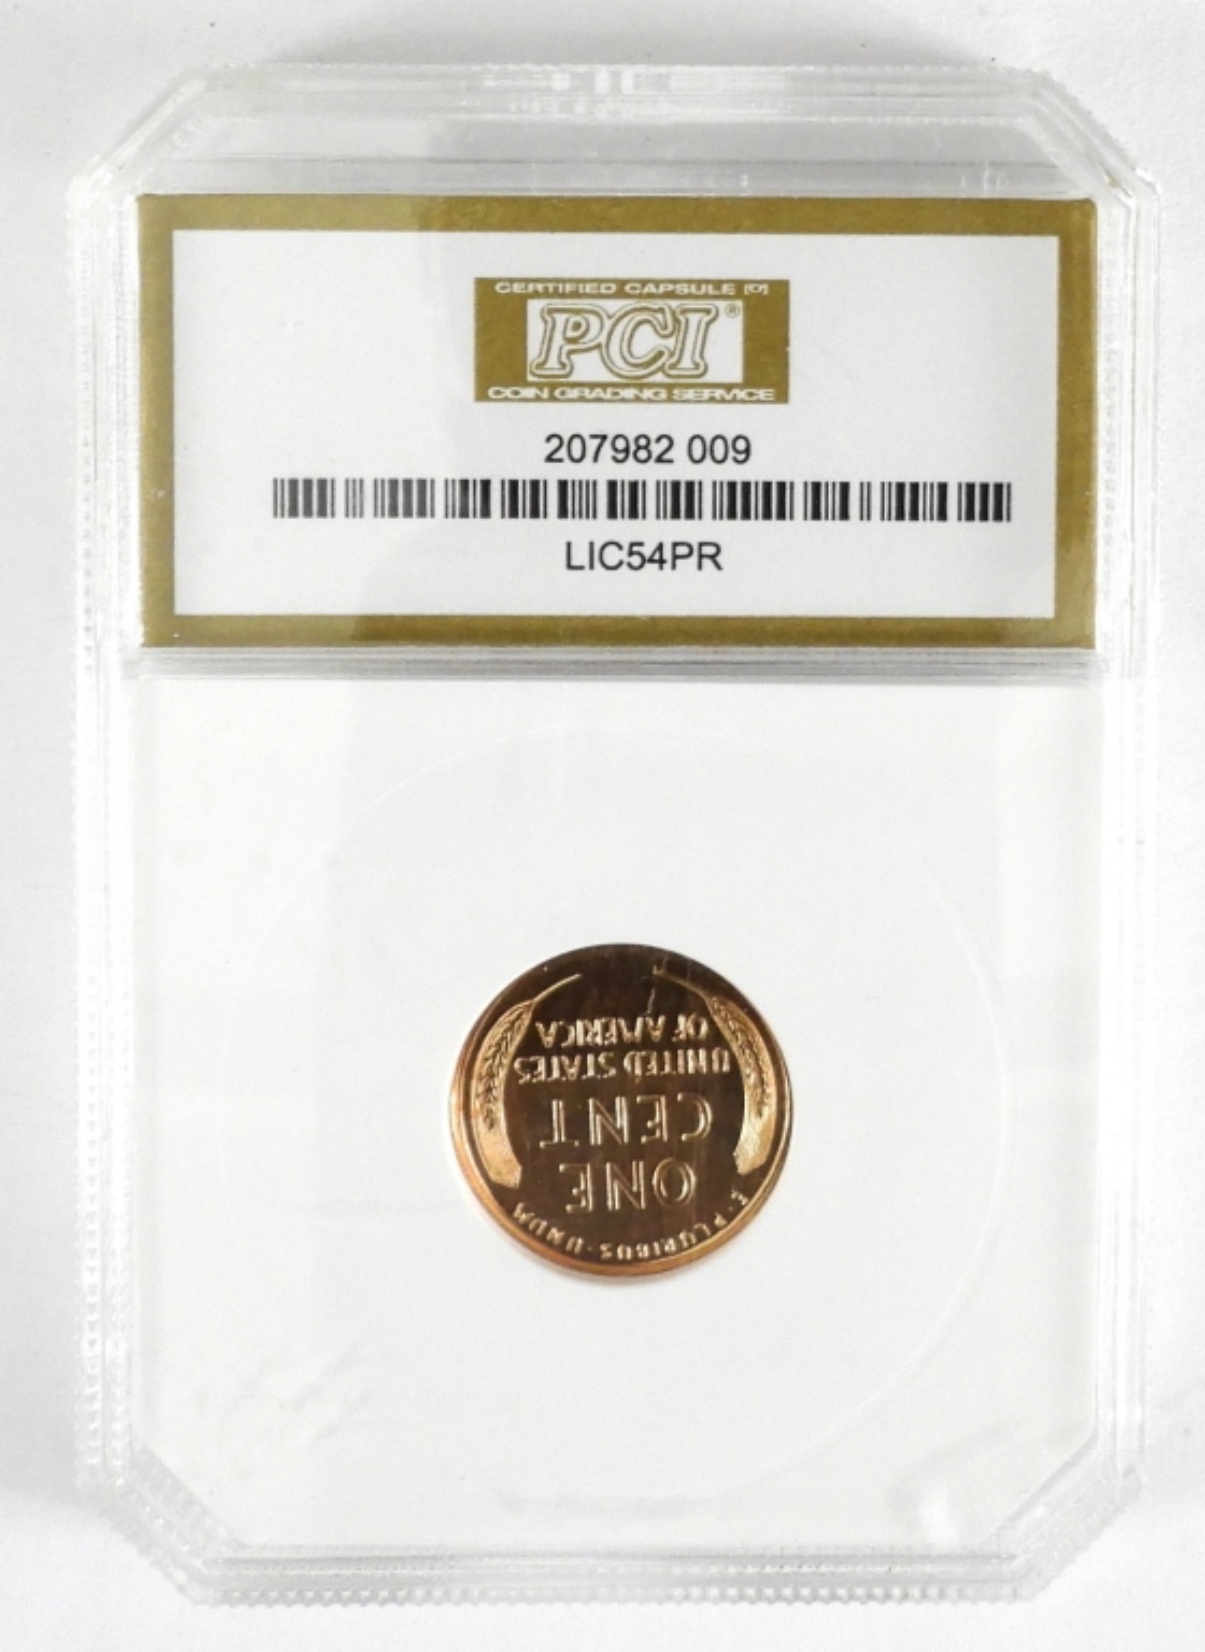 CERTIFIED CAPSULE [O]
PCI®
COIN GRADING SERVICE
207982 009
LIC54PR
E·PLURIBUS·UNUM
ONE
CENT
UNITED STATES
OF AMERICA